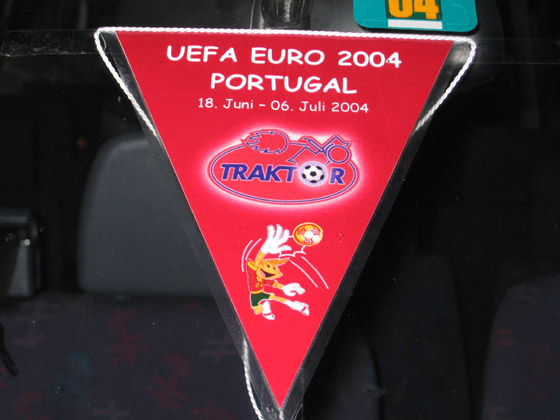 04
UEFA EURO 2004
PORTUGAL
18. Juni - 06. Juli 2004
TRAKTOR